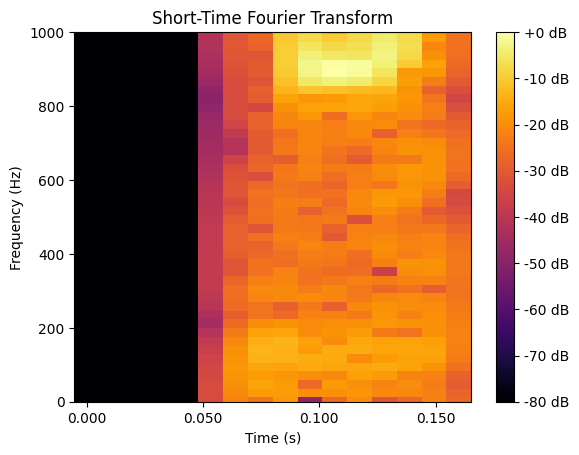 Short-Time Fourier Transform
1000
800
600
400
200
0
Frequency (Hz)
0.000
0.050
0.100
0.150
Time (s)
+0 dB
-10 dB
-20 dB
-30 dB
-40 dB
-50 dB
-60 dB
-70 dB
-80 dB